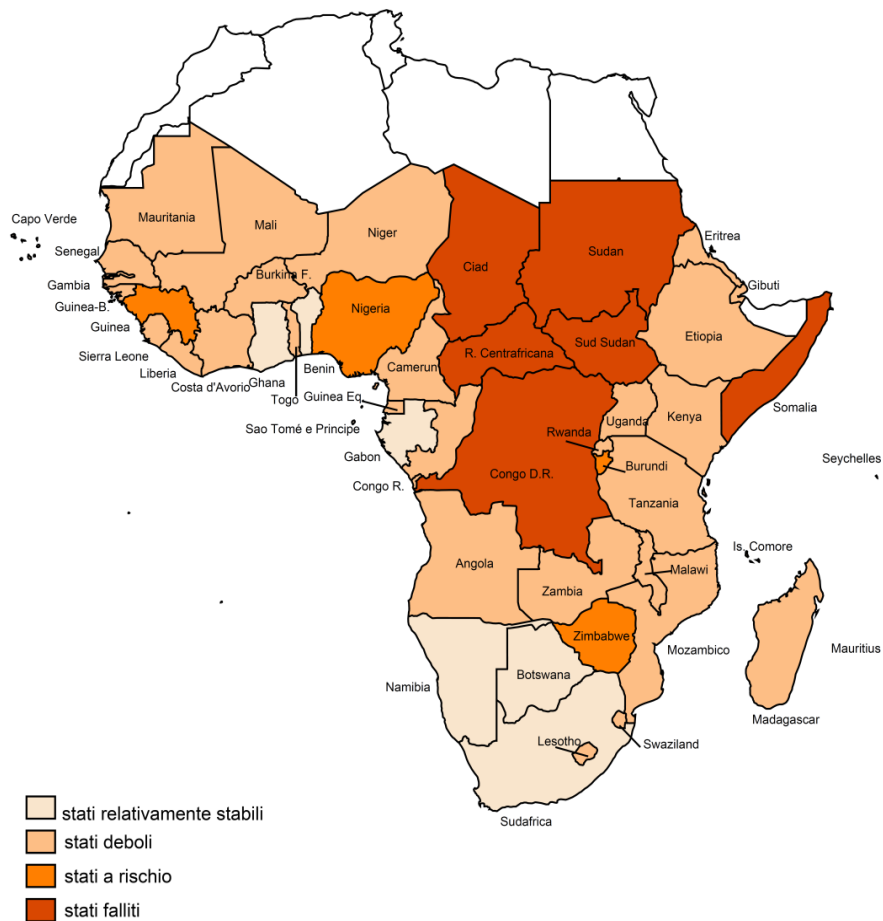 Capo Verde
Mauritania
Mali
Niger
Ciad
Sudan
Eritrea
Senegal
Burkina F.
Gibuti
Gambia
Guinea-B.
Nigeria
Guinea
Etiopia
R. Centrafricana
Sud Sudan
Sierra Leone
Liberia
Costa d'Avorio
Ghana
Togo
Benin
Camerun
Guinea Eq.
Sao Tomé e Principe
Gabon
Congo R.
Congo D.R.
Rwanda
Uganda
Kenya
Somalia
Burundi
Seychelles
Tanzania
Is. Comore
Angola
Zambia
Malawi
Zimbabwe
Mozambico
Mauritius
Namibia
Botswana
Madagascar
Lesotho
Swaziland
Sudafrica
stati relativamente stabili
stati deboli
stati a rischio
stati falliti